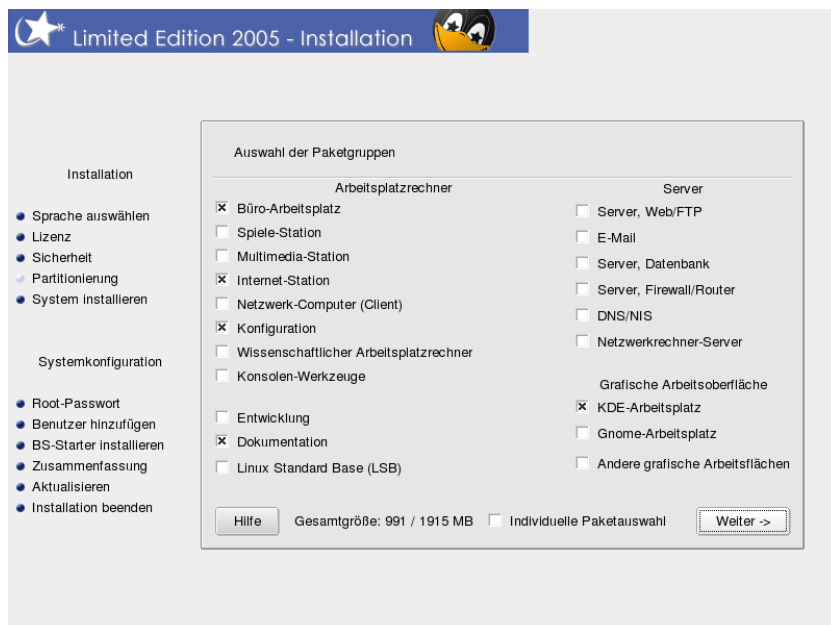 Limited Edition 2005 - Installation
Installation
Sprache auswählen
Lizenz
Sicherheit
Partitionierung
System installieren
Systemkonfiguration
Root-Passwort
Benutzer hinzufügen
BS-Starter installieren
Zusammenfassung
Aktualisieren
Installation beenden
Auswahl der Paketgruppen
Arbeitsplatzrechner
Büro-Arbeitsplatz
Spiele-Station
Multimedia-Station
Internet-Station
Netzwerk-Computer (Client)
Konfiguration
Wissenschaftlicher Arbeitsplatzrechner
Konsolen-Werkzeuge
Entwicklung
Dokumentation
Linux Standard Base (LSB)
Server
Server, Web/FTP
E-Mail
Server, Datenbank
Server, Firewall/Router
DNS/NIS
Netzwerkrechner-Server
Grafische Arbeitsoberfläche
KDE-Arbeitsplatz
Gnome-Arbeitsplatz
Andere grafische Arbeitsflächen
Hilfe
Gesamtgröße: 991 / 1915 MB
Individuelle Paketauswahl
Weiter ->